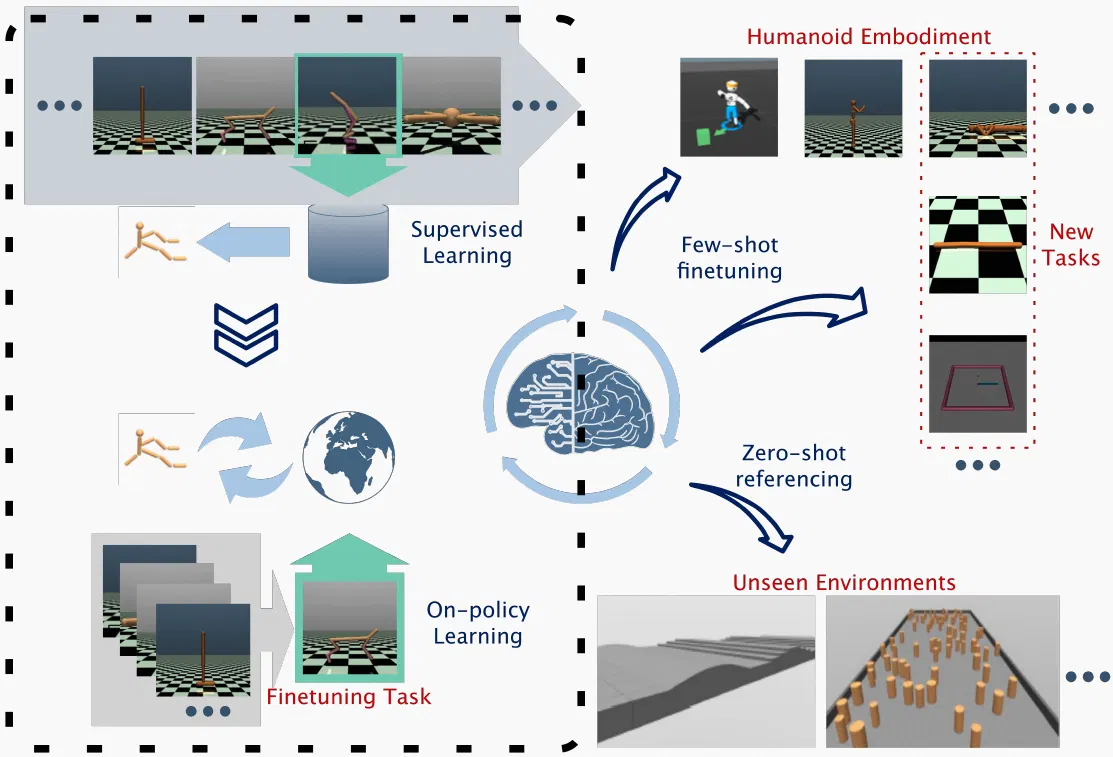 Humanoid Embodiment
Supervised
Learning
Few-shot
finetuning
New
Tasks
Zero-shot
referencing
Unseen Environments
On-policy
Learning
Finetuning Task